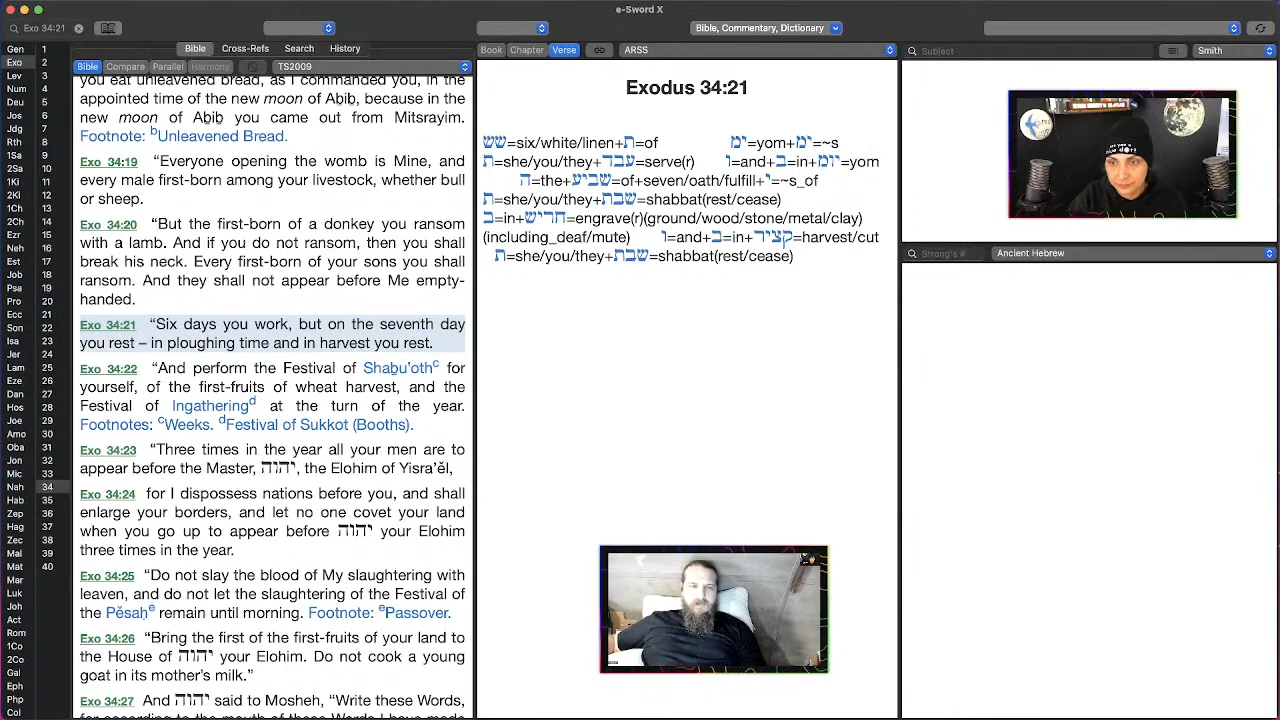 e-Sword X
Exo 34:21
Bible, Commentary, Dictionary
Bible Cross-Refs Search History
Book Chapter Verse ARSS
Subject Smith
Bible Compare Parallel Harmony TS2009
Gen
Exo
Lev
Num
Deu
Jos
Jdg
Rth
1Sa
2Sa
1Ki
2Ki
1Ch
2Ch
Ezr
Neh
Est
Job
Psa
Pro
Ecc
Son
Isa
Jer
Lam
Eze
Dan
Hos
Joe
Amo
Oba
Jon
Mic
Nah
Hab
Zep
Hag
Zec
Mal
Mat
Mar
Luk
Joh
Act
Rom
1Co
2Co
Gal
Eph
Php
Col
1
2
3
4
5
6
7
8
9
10
11
12
13
14
15
16
17
18
19
20
21
22
23
24
25
26
27
28
29
30
31
32
33
34
35
36
37
38
39
40
you eat unleavened bread, as I commanded you, in the
appointed time of the new moon of Aḇiḇ, because in the
new moon of Aḇiḇ you came out from Mitsrayim.
Footnote: bUnleavened Bread.
Exo 34:19 “Everyone opening the womb is Mine, and
every male first-born among your livestock, whether bull
or sheep.
Exo 34:20 “But the first-born of a donkey you ransom
with a lamb. And if you do not ransom, then you shall
break his neck. Every first-born of your sons you shall
ransom. And they shall not appear before Me empty-
handed.
Exo 34:21 “Six days you work, but on the seventh day
you rest – in ploughing time and in harvest you rest.
Exo 34:22 “And perform the Festival of Shaḇu‛othc for
yourself, of the first-fruits of wheat harvest, and the
Festival of Ingatheringd at the turn of the year.
Footnotes: cWeeks. dFestival of Sukkot (Booths).
Exo 34:23 “Three times in the year all your men are to
appear before the Master, יהוה, the Elohim of Yisra’ĕl,
Exo 34:24 for I dispossess nations before you, and shall
enlarge your borders, and let no one covet your land
when you go up to appear before יהוה your Elohim
three times in the year.
Exo 34:25 “Do not slay the blood of My slaughtering with
leaven, and do not let the slaughtering of the Festival of
the Pĕsaḥe remain until morning. Footnote: ePassover.
Exo 34:26 “Bring the first of the first-fruits of your land to
the House of יהוה your Elohim. Do not cook a young
goat in its mother’s milk.”
Exo 34:27 And יהוה said to Mosheh, “Write these Words,
Exodus 34:21
שש=six/white/linen+ת=of ימ=yom+ימ=~s
ת=she/you/they+עבד=serve(r) ו=and+ב=in+יומ=yom
ה=the+שביע=of+seven/oath/fulfill+י=~s_of
ת=she/you/they+שבת=shabbat(rest/cease)
ב=in+חריש=engrave(r)(ground/wood/stone/metal/clay)
(including_deaf/mute) ו=and+ב=in+קציר=harvest/cut
ת=she/you/they+שבת=shabbat(rest/cease)
Strong's # Ancient Hebrew